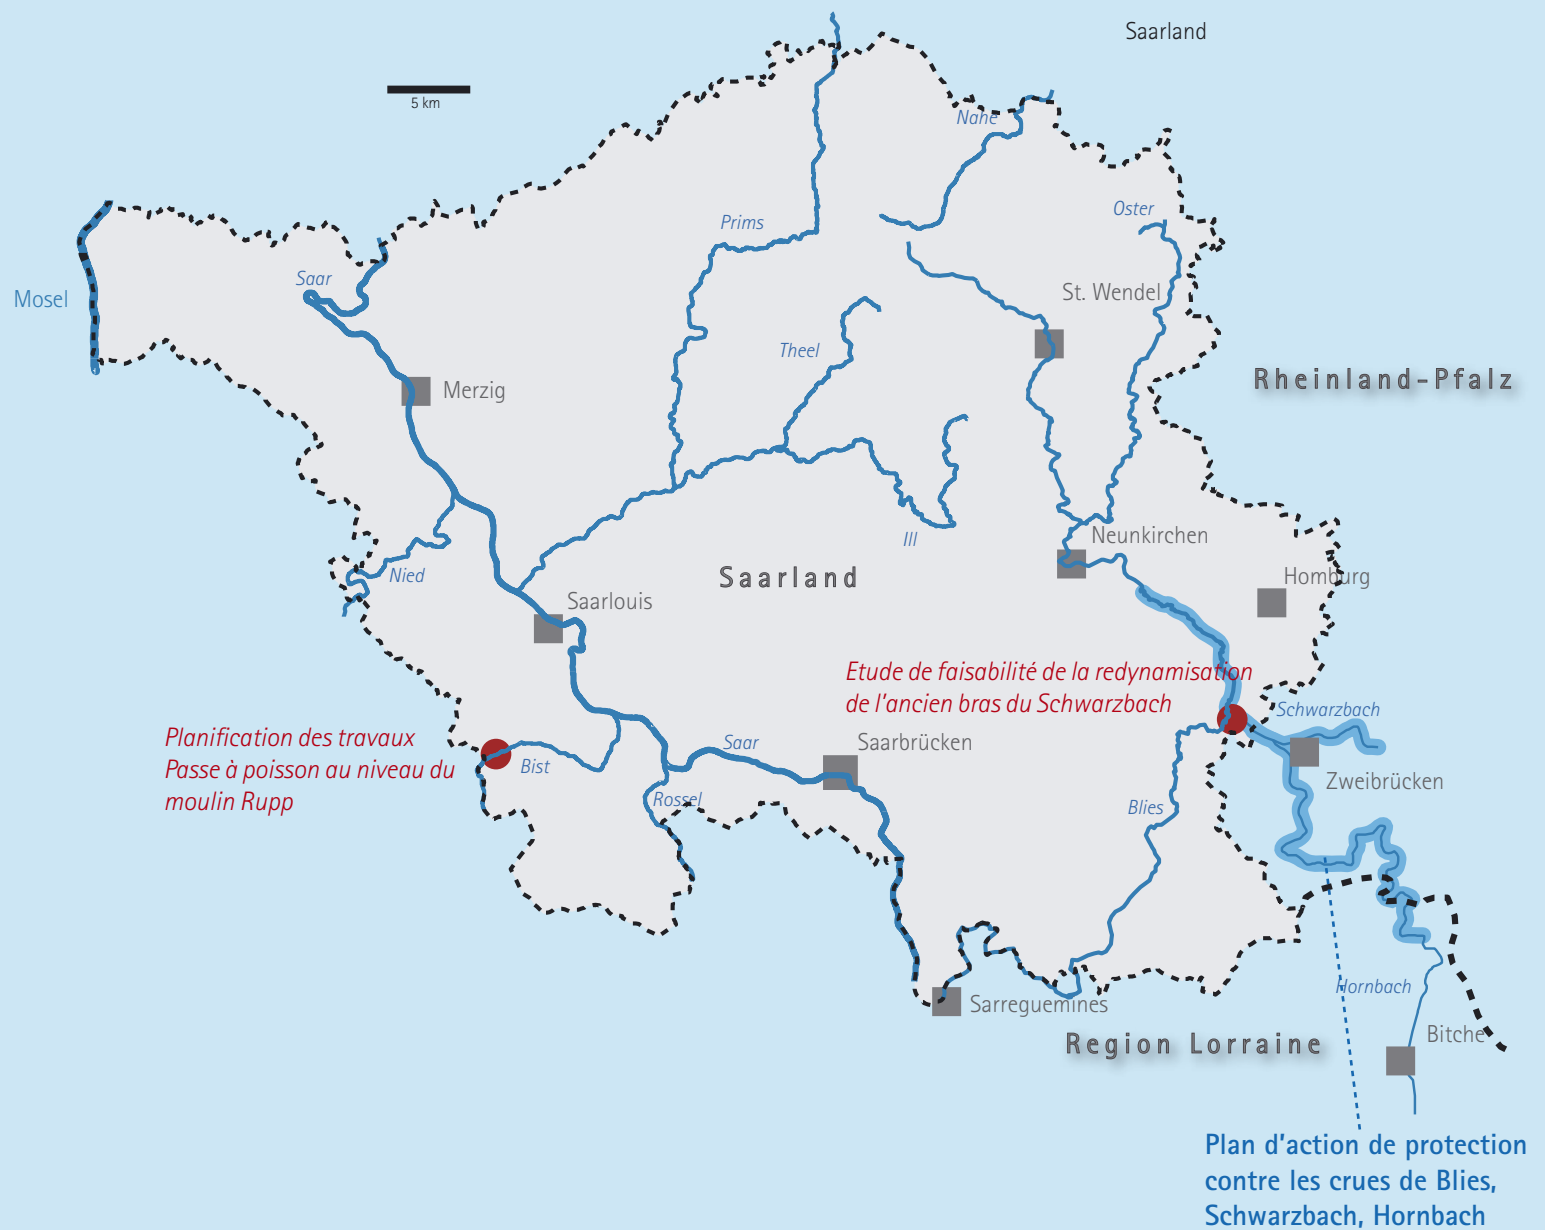 Saarland
5 km
Nahe
Oster
Prims
Saar
Mosel
St. Wendel
Theel
Rheinland-Pfalz
Merzig
Ill
Neunkirchen
Nied
Saarland
Homburg
Saarlouis
Etude de faisabilité de la redynamisation
de l'ancien bras du Schwarzbach
Schwarzbach
Planification des travaux
Passe à poisson au niveau du
moulin Rupp
Saar
Saarbrücken
Bist
Zweibrücken
Rossel
Blies
Hornbach
Sarreguemines
Region Lorraine
Bitche
Plan d'action de protection
contre les crues de Blies,
Schwarzbach, Hornbach